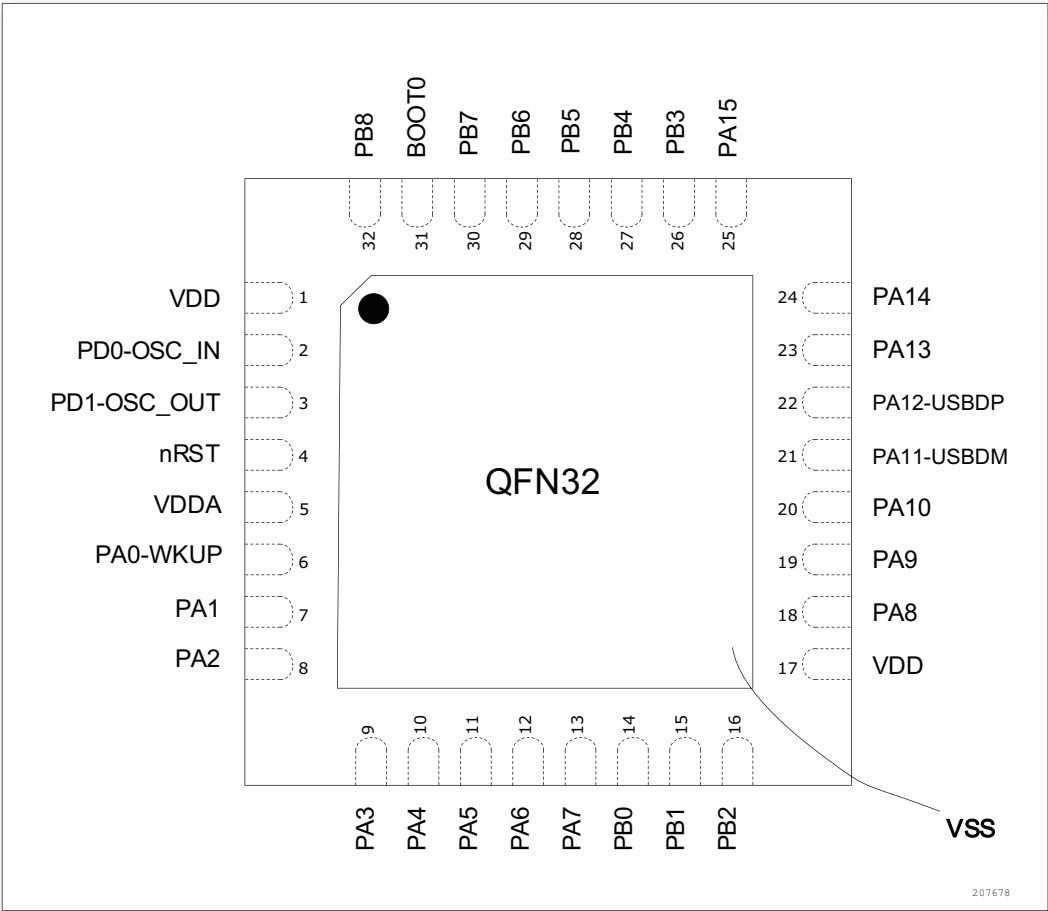 PB8
BOOT0
PB7
PB6
PB5
PB4
PB3
PA15
32
31
30
29
28
27
26
25
VDD 1
PD0-OSC_IN 2
PD1-OSC_OUT 3
nRST 4
VDDA 5
PA0-WKUP 6
PA1 7
PA2 8
QFN32
24 PA14
23 PA13
22 PA12-USBDP
21 PA11-USBDM
20 PA10
19 PA9
18 PA8
17 VDD
9
10
11
12
13
14
15
16
PA3
PA4
PA5
PA6
PA7
PB0
PB1
PB2
VSS
207678